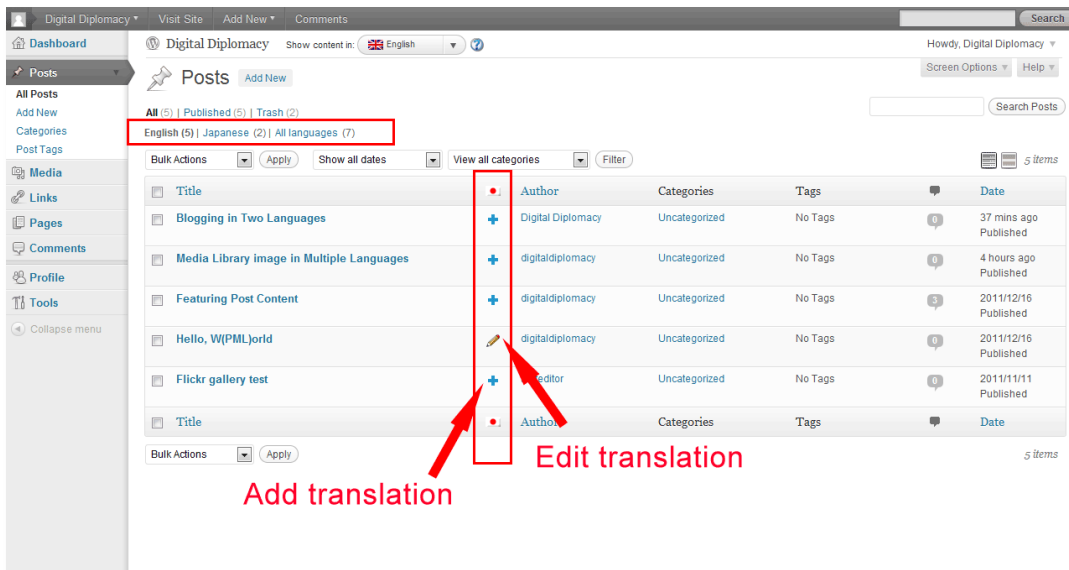 Digital Diplomacy Visit Site Add New Comments Search
Dashboard
Digital Diplomacy Show content in: English
Howdy, Digital Diplomacy
Posts
All Posts
Add New
Categories
Post Tags
Media
Links
Pages
Comments
Profile
Tools
Collapse menu
Screen Options Help
Posts Add New
Search Posts
All (5) | Published (5) | Trash (2)
English (5) | Japanese (2) | All languages (7)
Bulk Actions Apply Show all dates View all categories Filter 5 items
Title Author Categories Tags Date
Blogging in Two Languages Digital Diplomacy Uncategorized No Tags 0 37 mins ago
Published
Media Library image in Multiple Languages digitaldiplomacy Uncategorized No Tags 0 4 hours ago
Published
Featuring Post Content digitaldiplomacy Uncategorized No Tags 3 2011/12/16
Published
Hello, W(PML)orld digitaldiplomacy Uncategorized No Tags 0 2011/12/16
Published
Flickr gallery test editor Uncategorized No Tags 0 2011/11/11
Published
Title Author Categories Tags Date
Bulk Actions Apply 5 items
Edit translation
Add translation